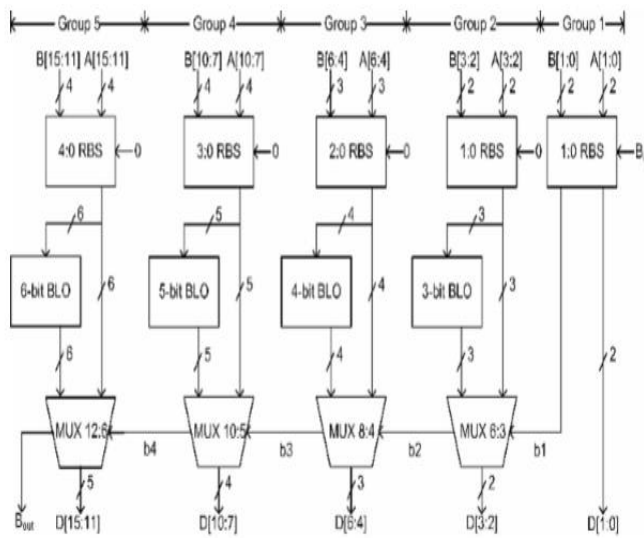 Group 5 Group 4 Group 3 Group 2 Group 1
B[15:11] A[15:11] B[10:7] A[10:7] B[6:4] A[6:4] B[3:2] A[3:2] B[1:0] A[1:0]
4 4 4 4 3 3 2 2 2 2
4:0 RBS 0 3:0 RBS 0 2:0 RBS 0 1:0 RBS 0 1:0 RBS B
6 5 4 3
6-bit BLO 6 5-bit BLO 5 4-bit BLO 4 3-bit BLO 3
6 5 4 3 2
MUX 12:6 b4 MUX 10:5 b3 MUX 8:4 b2 MUX 6:3 b1
5 4 3 2
Bout D[15:11] D[10:7] D[6:4] D[3:2] D[1:0]